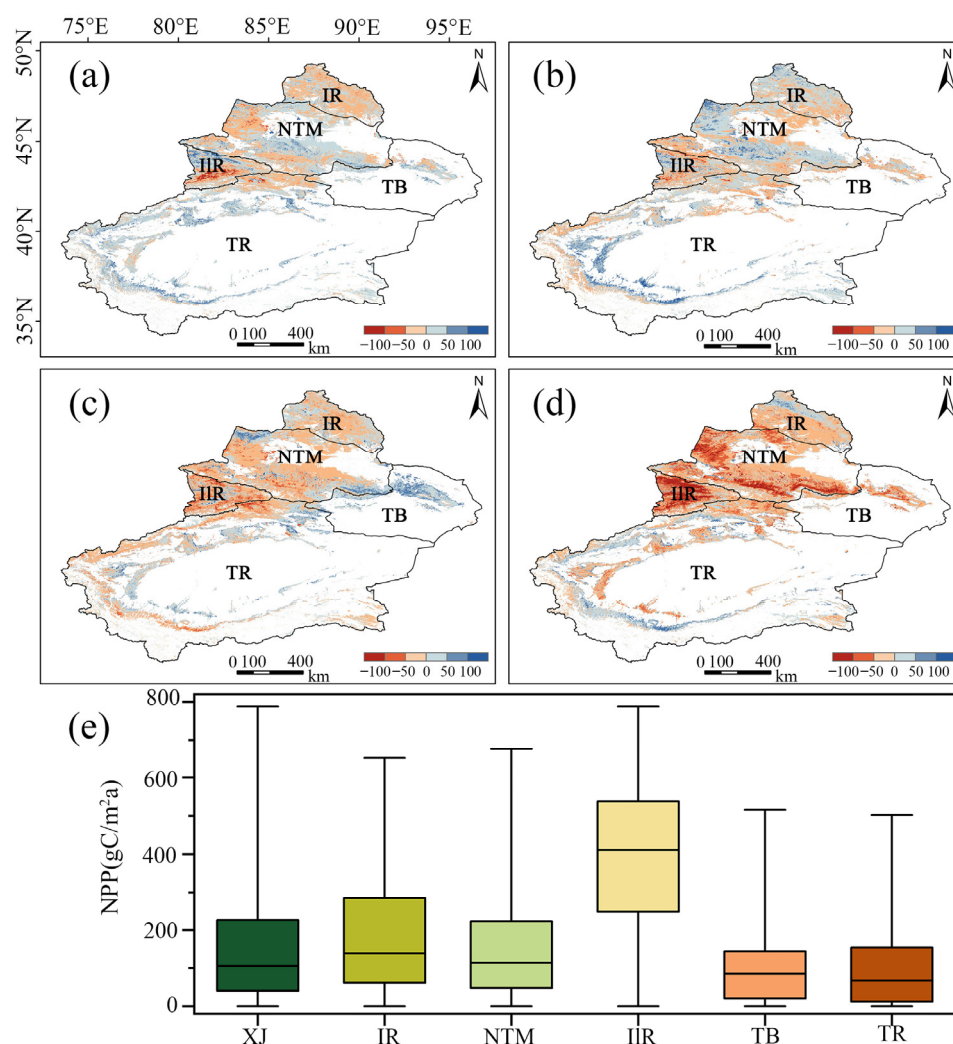 75°E 80°E 85°E 90°E 95°E
50°N
45°N
40°N
35°N
(a)
N
IR
NTM
IIR
TB
TR
0 100 400
km
−100 −50 0 50 100
(b)
N
IR
NTM
IIR
TB
TR
0 100 400
km
−100 −50 0 50 100
(c)
N
IR
NTM
IIR
TB
TR
0 100 400
km
−100 −50 0 50 100
(d)
N
IR
NTM
IIR
TB
TR
0 100 400
km
−100 −50 0 50 100
(e)
NPP(gC/m²a)
800
600
400
200
0
XJ IR NTM IIR TB TR